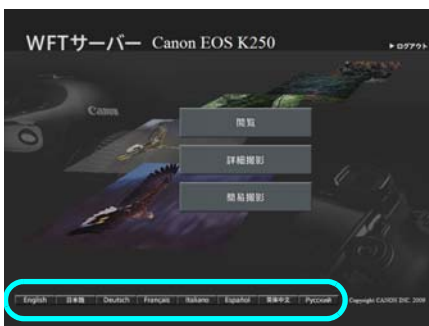 WFTサーバー Canon EOS K250
ログアウト
Canon
閲覧
詳細撮影
簡易撮影
English 日本語 Deutsch Français Italiano Español 简体中文 Русский
Copyright CANON INC. 2009